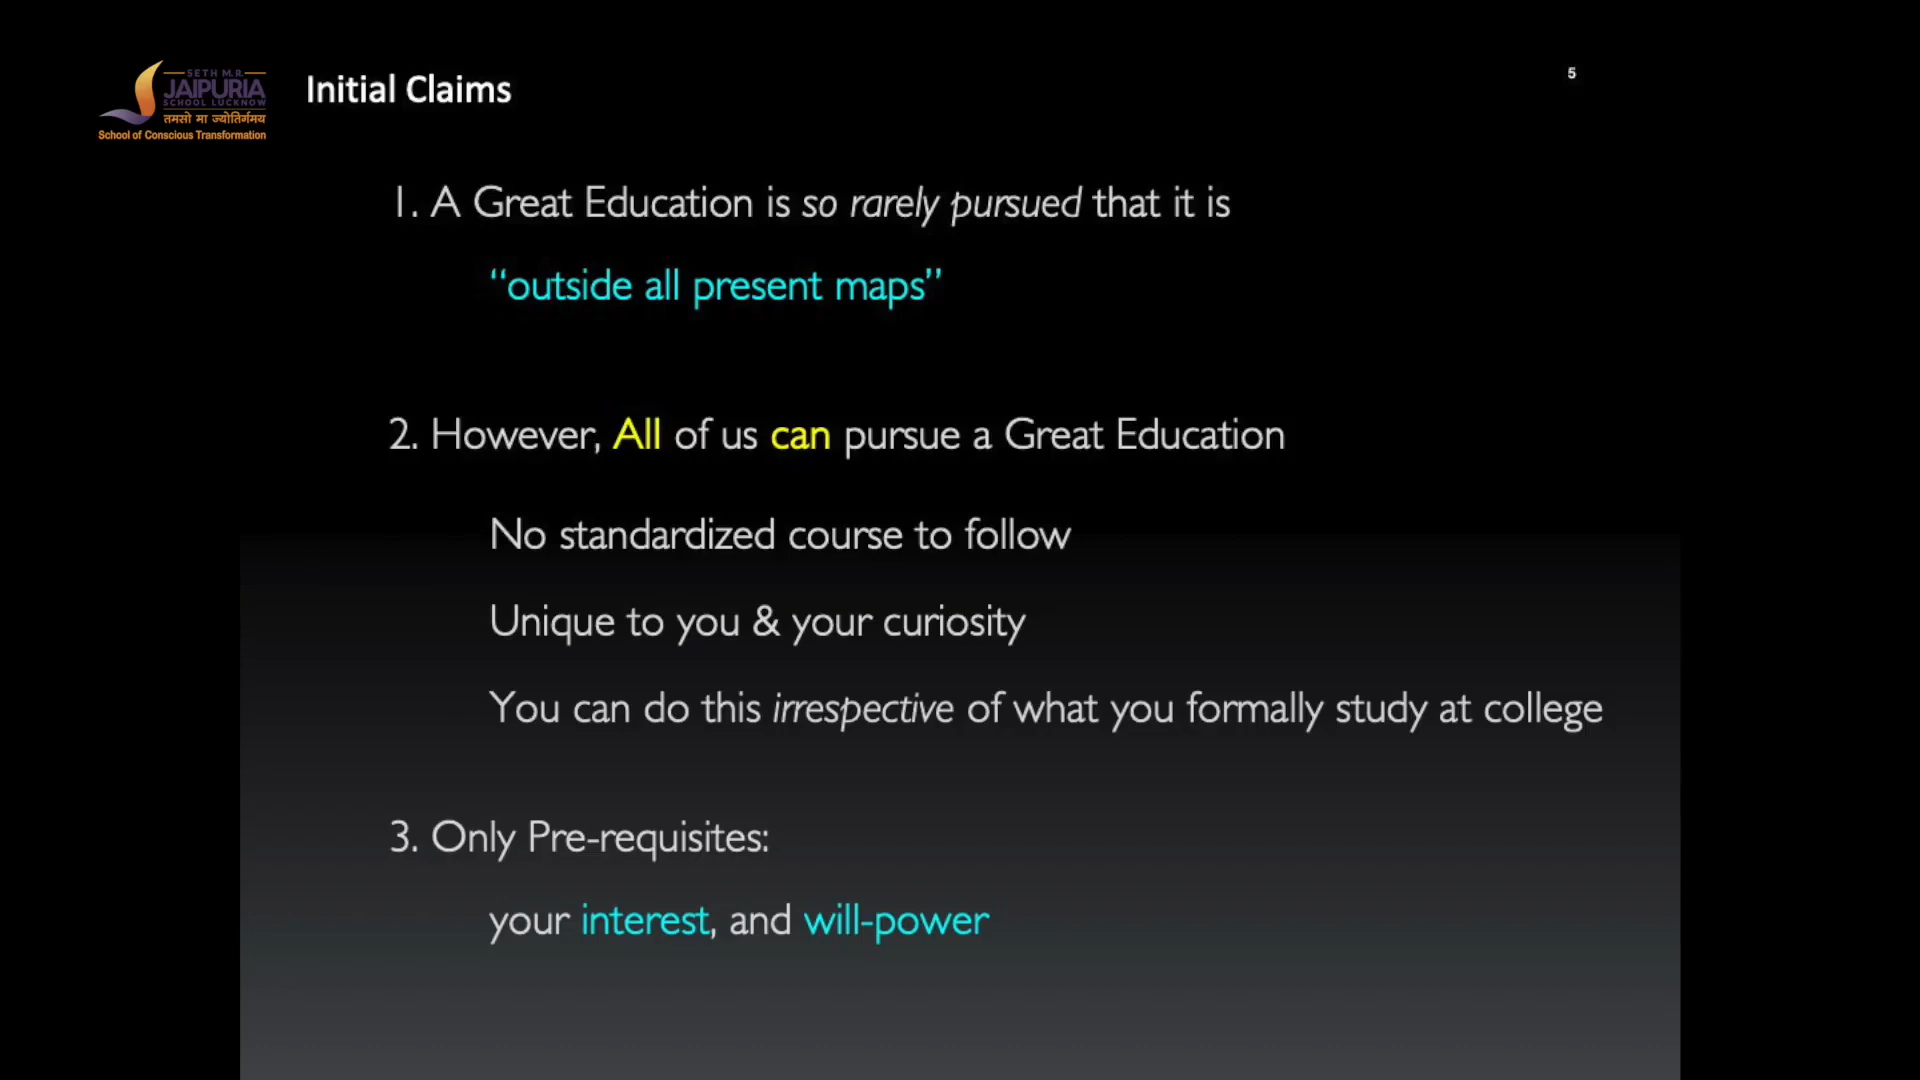 SETH M.R.
JAIPURIA
SCHOOL LUCKNOW
तमसो मा ज्योतिर्गमय
School of Conscious Transformation
Initial Claims
5
1. A Great Education is so rarely pursued that it is
“outside all present maps”
2. However, All of us can pursue a Great Education
No standardized course to follow
Unique to you & your curiosity
You can do this irrespective of what you formally study at college
3. Only Pre-requisites:
your interest, and will-power